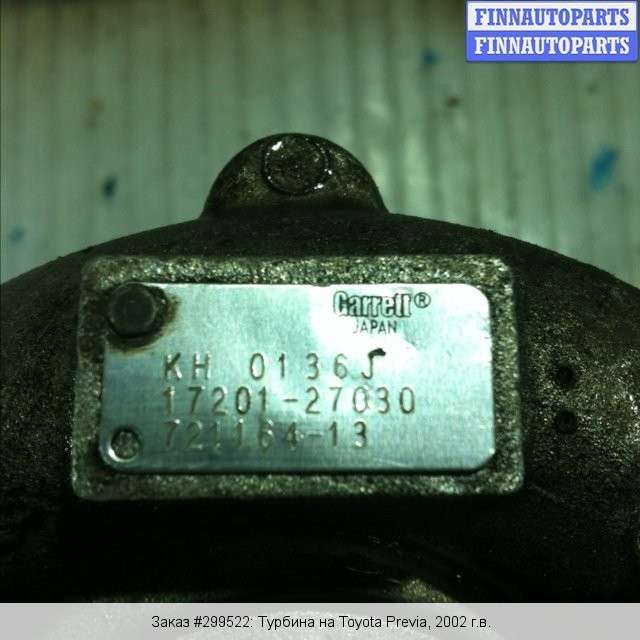 FINNAUTOPARTS
FINNAUTOPARTS
Garrett®
JAPAN
KH 0136J
17201-27030
721164-13
Заказ #299522: Турбина на Toyota Previa, 2002 г.в.